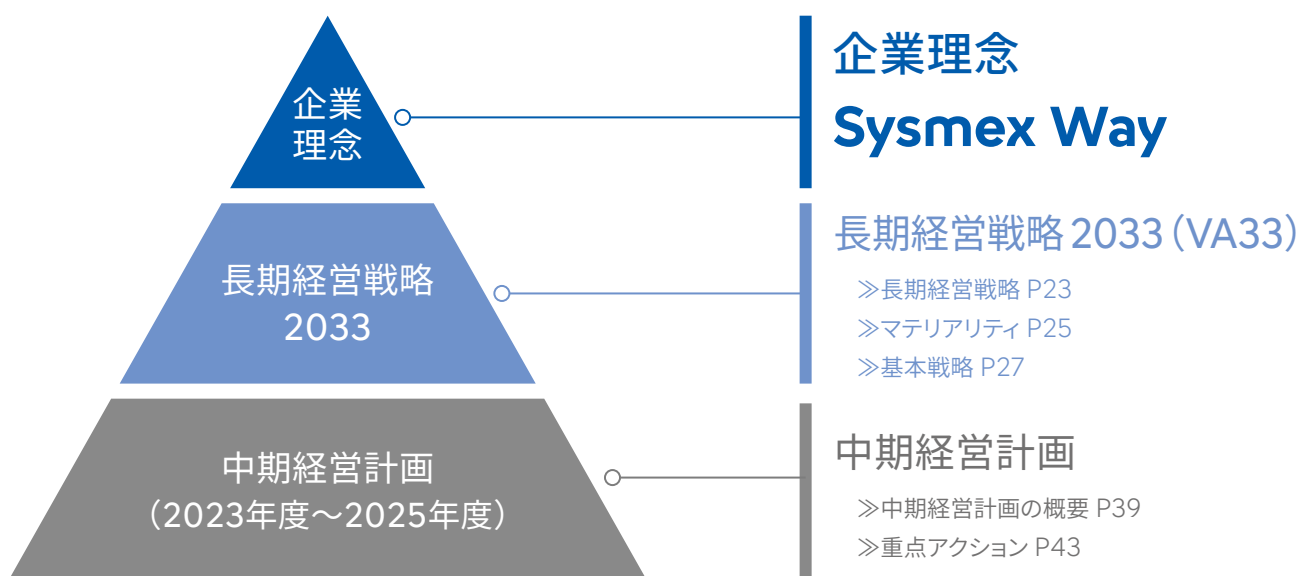 企業
理念
企業理念
Sysmex Way
長期経営戦略
2033
長期経営戦略 2033（VA33）
≫長期経営戦略 P23
≫マテリアリティ P25
≫基本戦略 P27
中期経営計画
（2023年度～2025年度）
中期経営計画
≫中期経営計画の概要 P39
≫重点アクション P43